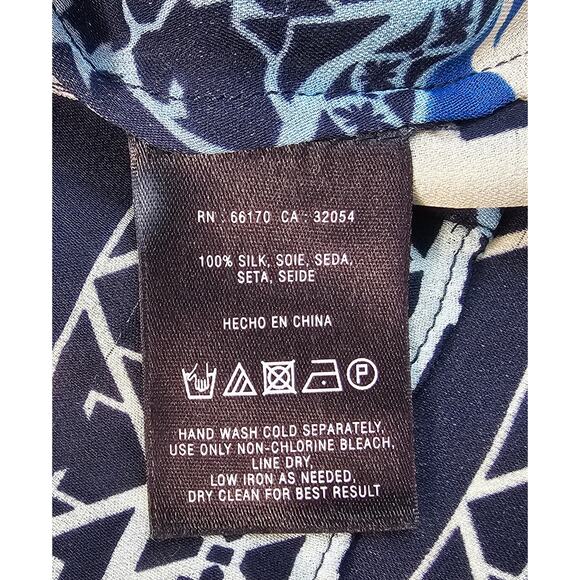 RN : 66170 CA : 32054
100% SILK, SOIE, SEDA,
SETA, SEIDE
HECHO EN CHINA
P
HAND WASH COLD SEPARATELY,
USE ONLY NON-CHLORINE BLEACH,
LINE DRY,
LOW IRON AS NEEDED,
DRY CLEAN FOR BEST RESULT